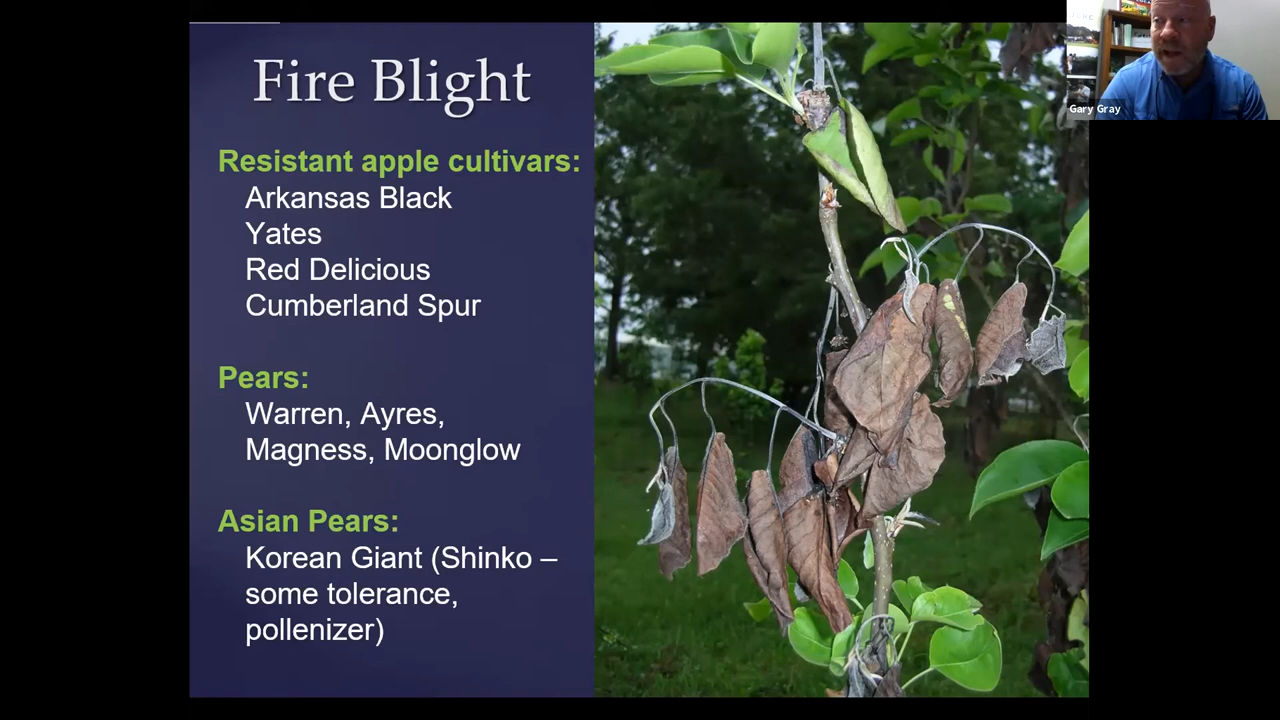 Fire Blight
Resistant apple cultivars:
Arkansas Black
Yates
Red Delicious
Cumberland Spur
Pears:
Warren, Ayres,
Magness, Moonglow
Asian Pears:
Korean Giant (Shinko –
some tolerance,
pollenizer)
Gary Gray